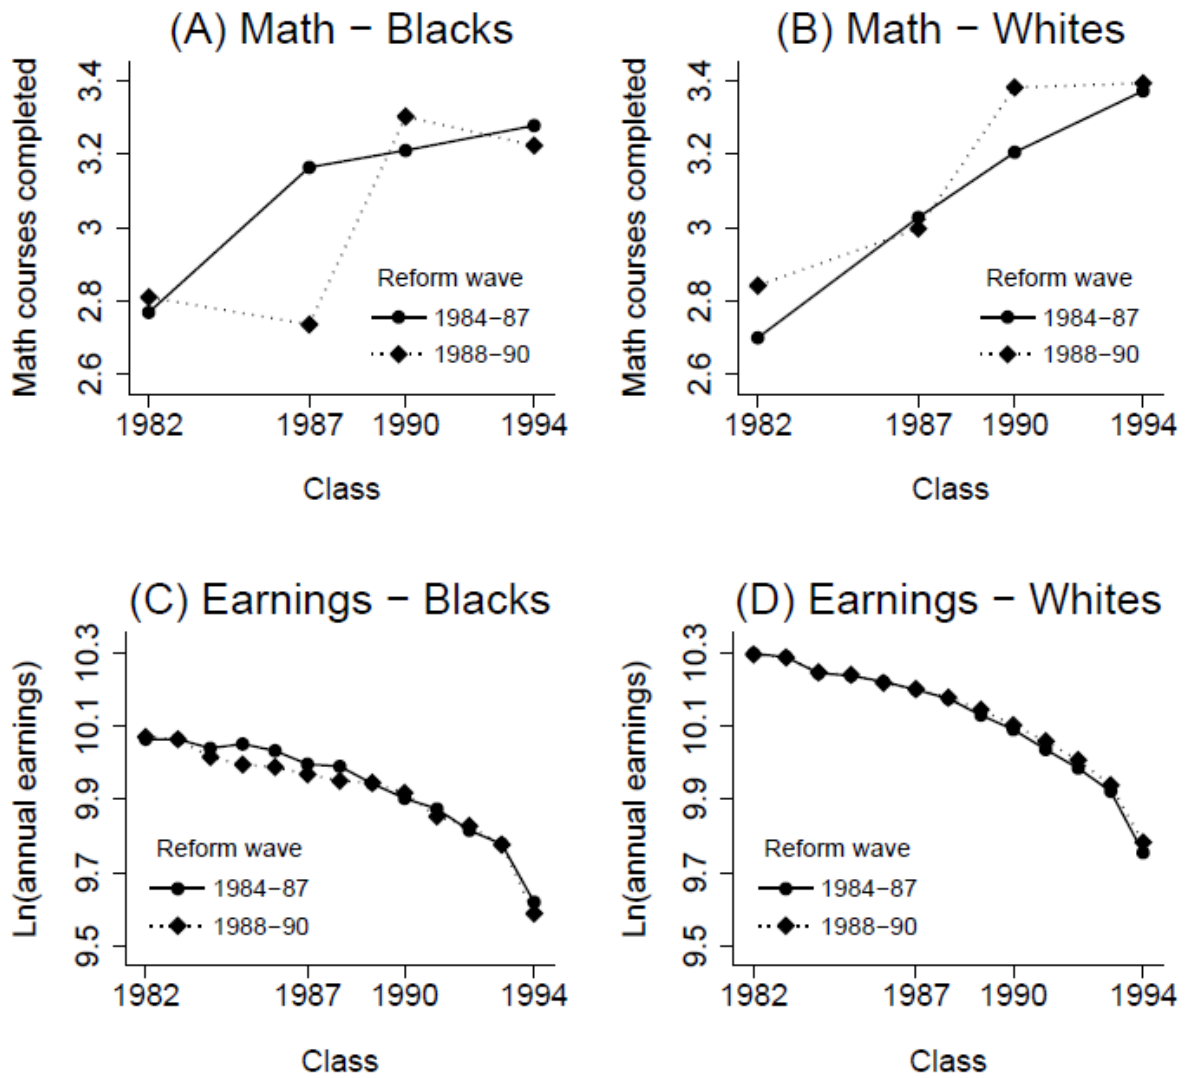 (A) Math − Blacks
Math courses completed
3.4
3.2
3
2.8
2.6
Reform wave
1984−87
1988−90
1982
1987
1990
1994
Class
(B) Math − Whites
Math courses completed
3.4
3.2
3
2.8
2.6
Reform wave
1984−87
1988−90
1982
1987
1990
1994
Class
(C) Earnings − Blacks
Ln(annual earnings)
10.3
10.1
9.9
9.7
9.5
Reform wave
1984−87
1988−90
1982
1987
1990
1994
Class
(D) Earnings − Whites
Ln(annual earnings)
10.3
10.1
9.9
9.7
9.5
Reform wave
1984−87
1988−90
1982
1987
1990
1994
Class